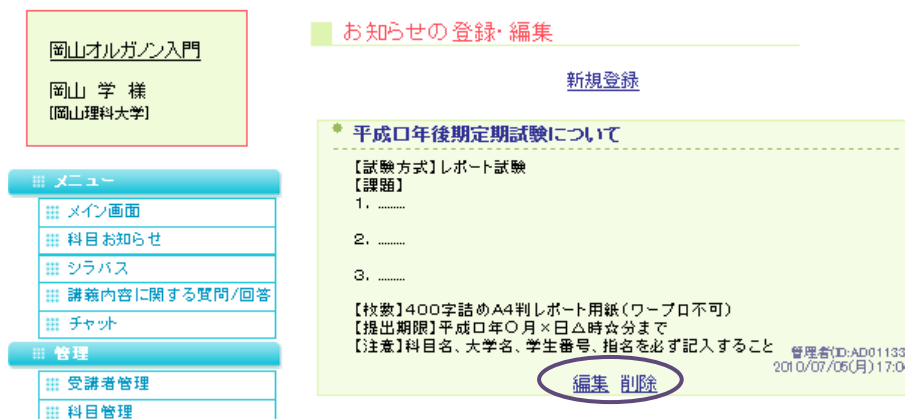 岡山オルガノン入門
岡山 学 様
[岡山理科大学]
メニュー
メイン画面
科目お知らせ
シラバス
講義内容に関する質問/回答
チャット
管理
受講者管理
科目管理
お知らせの登録・編集
新規登録
平成口年後期定期試験について
【試験方式】レポート試験
【課題】
1. ………
2. ………
3. ………
【枚数】400字詰めA4判レポート用紙(ワープロ不可)
【提出期限】平成口年○月×日△時☆分まで
【注意】科目名、大学名、学生番号、指名を必ず記入すること
管理者(ID:AD01133
2010/07/05(月)17:04
編集 削除